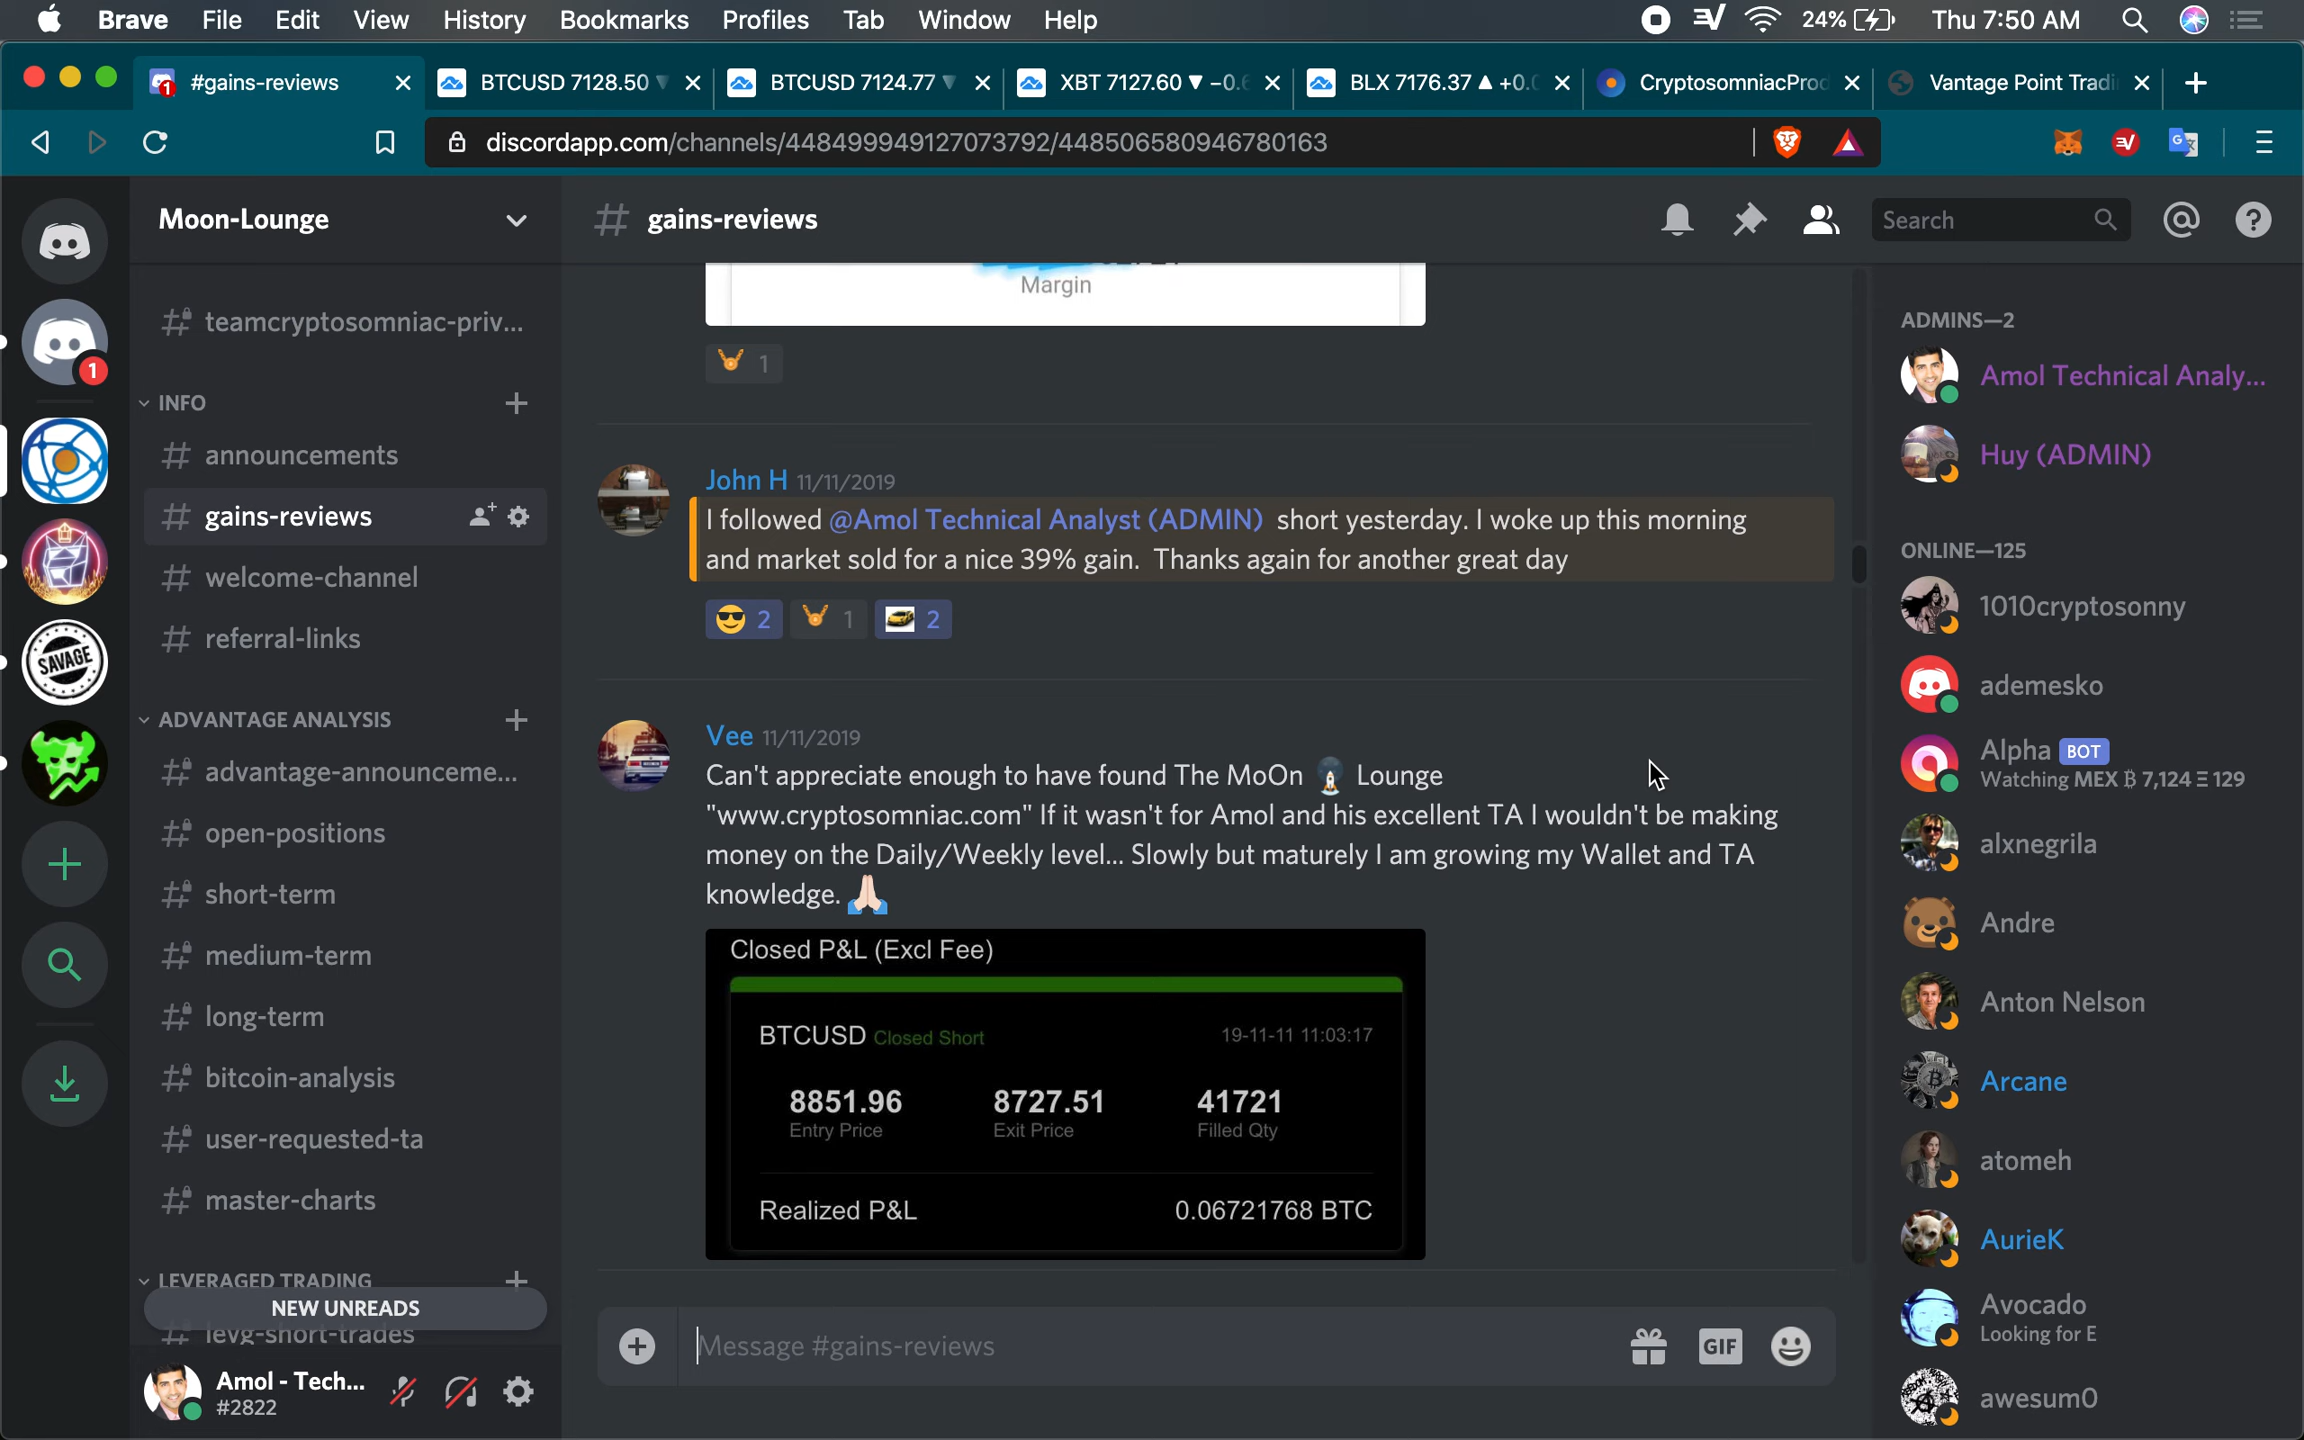 Brave File Edit View History Bookmarks Profiles Tab Window Help 24% Thu 7:50 AM
1 #gains-reviews BTCUSD 7128.50 ▼ BTCUSD 7124.77 ▼ XBT 7127.60 ▼ −0.6 BLX 7176.37 ▲ +0.0 CryptosomniacProd Vantage Point Tradi
discordapp.com/channels/448499949127073792/448506580946780163
Moon-Lounge
# gains-reviews
Search
teamcryptosomniac-priv...
1
INFO
# announcements
# gains-reviews
# welcome-channel
# referral-links
SAVAGE
ADVANTAGE ANALYSIS
advantage-announceme...
open-positions
short-term
medium-term
long-term
bitcoin-analysis
user-requested-ta
master-charts
LEVERAGED TRADING
NEW UNREADS
levg-short-trades
Amol - Tech...
#2822
Margin
1
John H 11/11/2019
I followed @Amol Technical Analyst (ADMIN) short yesterday. I woke up this morning
and market sold for a nice 39% gain. Thanks again for another great day
2 1 2
Vee 11/11/2019
Can't appreciate enough to have found The MoOn Lounge
"www.cryptosomniac.com" If it wasn't for Amol and his excellent TA I wouldn't be making
money on the Daily/Weekly level... Slowly but maturely I am growing my Wallet and TA
knowledge. 🙏🏻
Closed P&L (Excl Fee)
BTCUSD Closed Short 19-11-11 11:03:17
8851.96 8727.51 41721
Entry Price Exit Price Filled Qty
Realized P&L 0.06721768 BTC
Message #gains-reviews
GIF
ADMINS—2
Amol Technical Analy...
Huy (ADMIN)
ONLINE—125
1010cryptosonny
ademesko
Alpha BOT
Watching MEX ₿ 7,124 Ξ 129
alxnegrila
Andre
Anton Nelson
Arcane
atomeh
AurieK
Avocado
Looking for E
awesum0